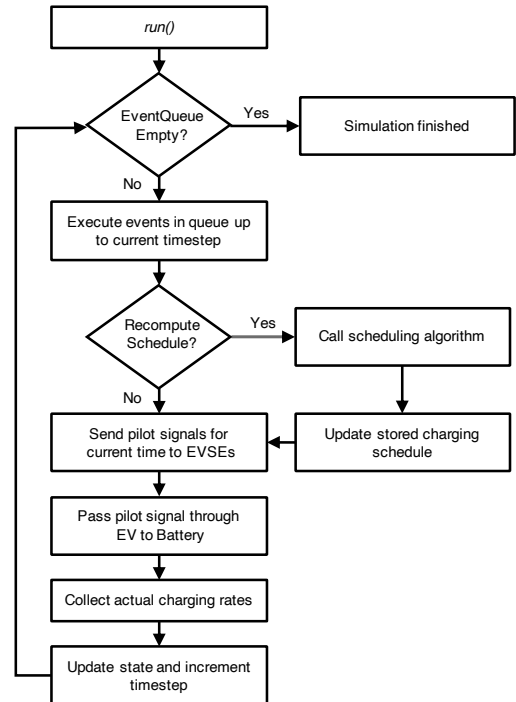 run()
EventQueue
Empty?
Yes
Simulation finished
No
Execute events in queue up
to current timestep
Recompute
Schedule?
Yes
Call scheduling algorithm
No
Send pilot signals for
current time to EVSEs
Update stored charging
schedule
Pass pilot signal through
EV to Battery
Collect actual charging rates
Update state and increment
timestep